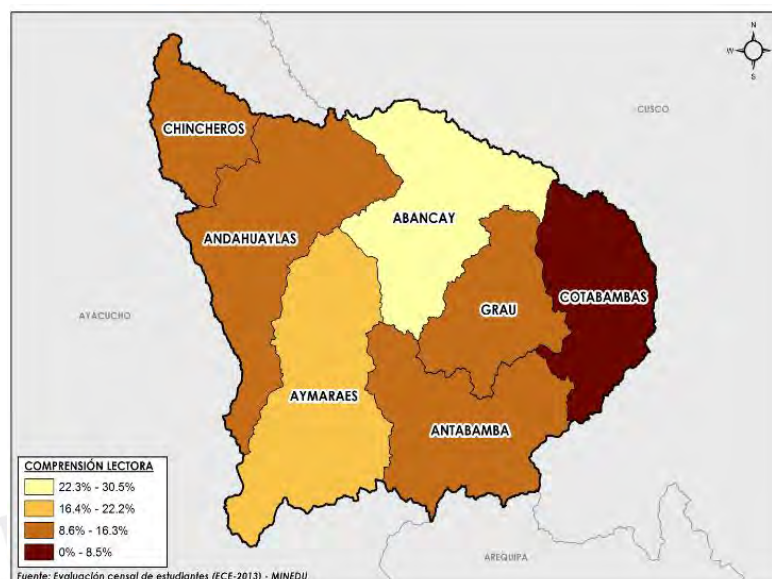 N
W
E
S
CUSCO
CHINCHEROS
ABANCAY
ANDAHUAYLAS
COTABAMBAS
GRAU
AYACUCHO
AYMARAES
ANTABAMBA
COMPRENSIÓN LECTORA
22.3% - 30.5%
16.4% - 22.2%
8.6% - 16.3%
0% - 8.5%
AREQUIPA
Fuente: Evaluación censal de estudiantes (ECE-2013) - MINEDU